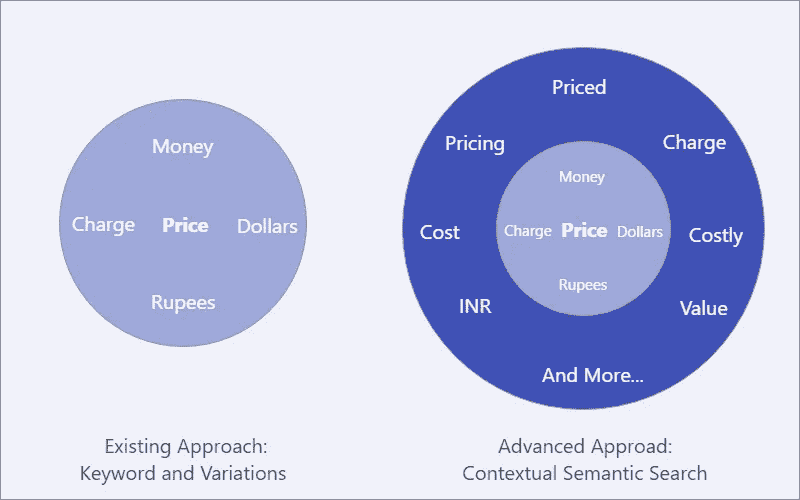 Money
Charge Price Dollars
Rupees
Existing Approach:
Keyword and Variations
Priced
Pricing
Charge
Cost
Costly
INR
Value
And More...
Money
Charge Price Dollars
Rupees
Advanced Approad:
Contextual Semantic Search